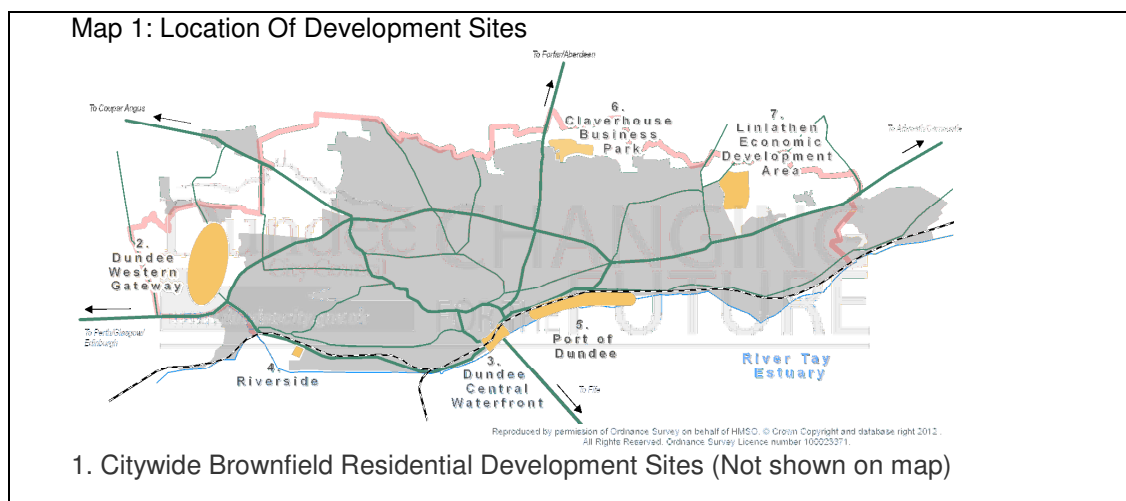 Map 1: Location Of Development Sites
To Forfar/Aberdeen
To Coupar Angus
6.
Claverhouse
Business
Park
7.
Linlathen
Economic
Development
Area
To Arbroath/Carnoustie
CHANGING
FOR THE FUTURE
2.
Dundee
Western
Gateway
To Perth/Glasgow/
Edinburgh
4.
Riverside
3.
Dundee
Central
Waterfront
5.
Port of
Dundee
To Fife
River Tay
Estuary
Reproduced by permission of Ordnance Survey on behalf of HMSO. © Crown Copyright and database right 2012.
All Rights Reserved. Ordnance Survey Licence number 100023371.
1. Citywide Brownfield Residential Development Sites (Not shown on map)